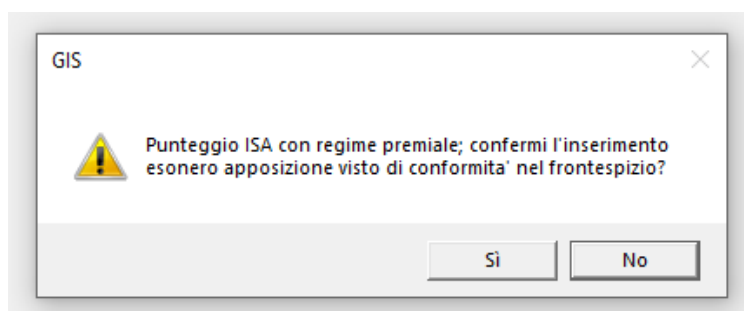 GIS
Punteggio ISA con regime premiale; confermi l'inserimento
esonero apposizione visto di conformita' nel frontespizio?
Sì
No